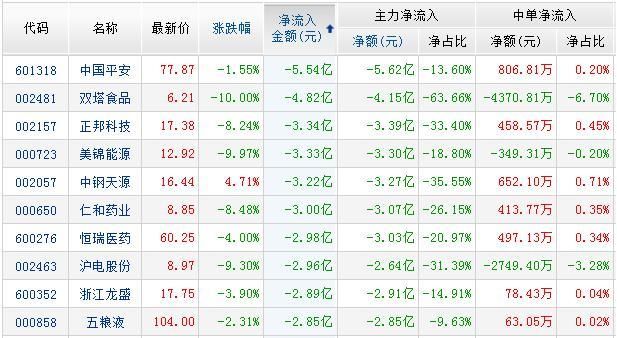 代码 名称 最新价 涨跌幅 净流入金额(元) 主力净流入 中单净流入
净额(元) 净占比 净额(元) 净占比
601318 中国平安 77.87 -1.55% -5.54亿 -5.62亿 -13.60% 806.81万 0.20%
002481 双塔食品 6.21 -10.00% -4.82亿 -4.15亿 -63.66% -4370.81万 -6.70%
002157 正邦科技 17.38 -8.24% -3.34亿 -3.39亿 -33.40% 458.57万 0.45%
000723 美锦能源 12.92 -9.97% -3.33亿 -3.30亿 -18.80% -349.31万 -0.20%
002057 中钢天源 16.44 4.71% -3.22亿 -3.27亿 -35.55% 652.10万 0.71%
000650 仁和药业 8.85 -8.48% -3.00亿 -3.07亿 -26.15% 413.77万 0.35%
600276 恒瑞医药 60.25 -4.00% -2.98亿 -3.03亿 -20.97% 497.13万 0.34%
002463 沪电股份 8.97 -9.30% -2.96亿 -2.64亿 -31.39% -2749.40万 -3.28%
600352 浙江龙盛 17.75 -3.90% -2.89亿 -2.91亿 -14.91% 78.43万 0.04%
000858 五粮液 104.00 -2.31% -2.85亿 -2.85亿 -9.63% 63.05万 0.02%